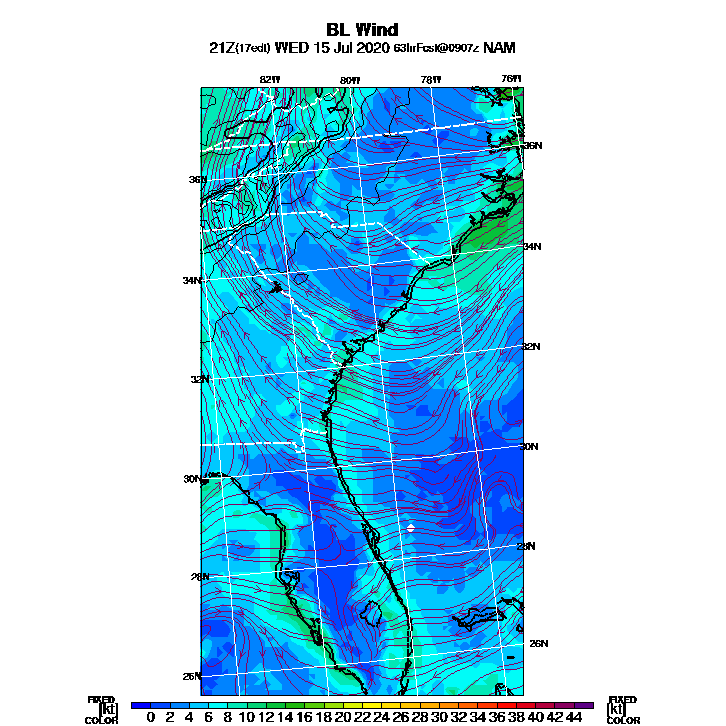 BL Wind
21Z(17edt) WED 15 Jul 2020 63hrFcst@0907z NAM
82W 80W 78W 76W
36N
36N
34N
34N
32N
32N
30N
30N
28N
28N
26N
26N
FIXED FIXED
[kt] 0 2 4 6 8 10 12 14 16 18 20 22 24 26 28 30 32 34 36 38 40 42 44 [kt]
COLOR COLOR